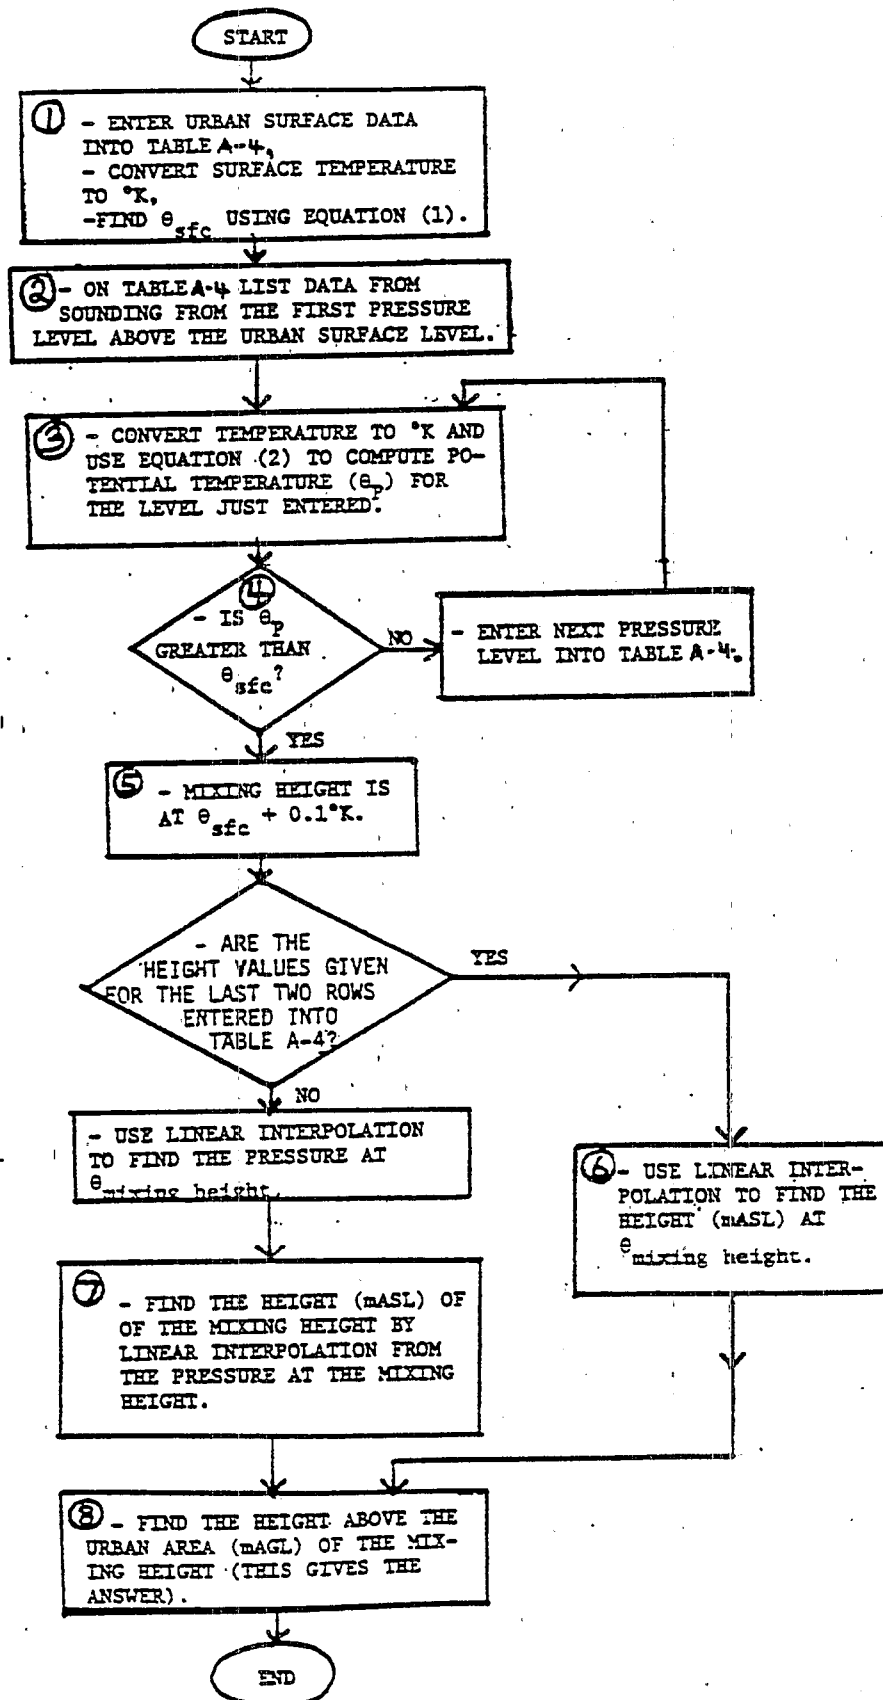 START
①
- ENTER URBAN SURFACE DATA
INTO TABLE A-4,
- CONVERT SURFACE TEMPERATURE
TO °K,
-FIND θsfc USING EQUATION (1).
②
- ON TABLE A-4 LIST DATA FROM
SOUNDING FROM THE FIRST PRESSURE
LEVEL ABOVE THE URBAN SURFACE LEVEL.
③
- CONVERT TEMPERATURE TO °K AND
USE EQUATION (2) TO COMPUTE PO-
TENTIAL TEMPERATURE (θp) FOR
THE LEVEL JUST ENTERED.
④
- IS θp
GREATER THAN
θsfc?
NO
- ENTER NEXT PRESSURE
LEVEL INTO TABLE A-4.
YES
⑤
- MIXING HEIGHT IS
AT θsfc + 0.1°K.
- ARE THE
HEIGHT VALUES GIVEN
FOR THE LAST TWO ROWS
ENTERED INTO
TABLE A-4?
YES
NO
- USE LINEAR INTERPOLATION
TO FIND THE PRESSURE AT
θmixing height.
⑥
- USE LINEAR INTER-
POLATION TO FIND THE
HEIGHT (mASL) AT
θmixing height.
⑦
- FIND THE HEIGHT (mASL) OF
OF THE MIXING HEIGHT BY
LINEAR INTERPOLATION FROM
THE PRESSURE AT THE MIXING
HEIGHT.
⑧
- FIND THE HEIGHT ABOVE THE
URBAN AREA (mAGL) OF THE MIX-
ING HEIGHT (THIS GIVES THE
ANSWER).
END